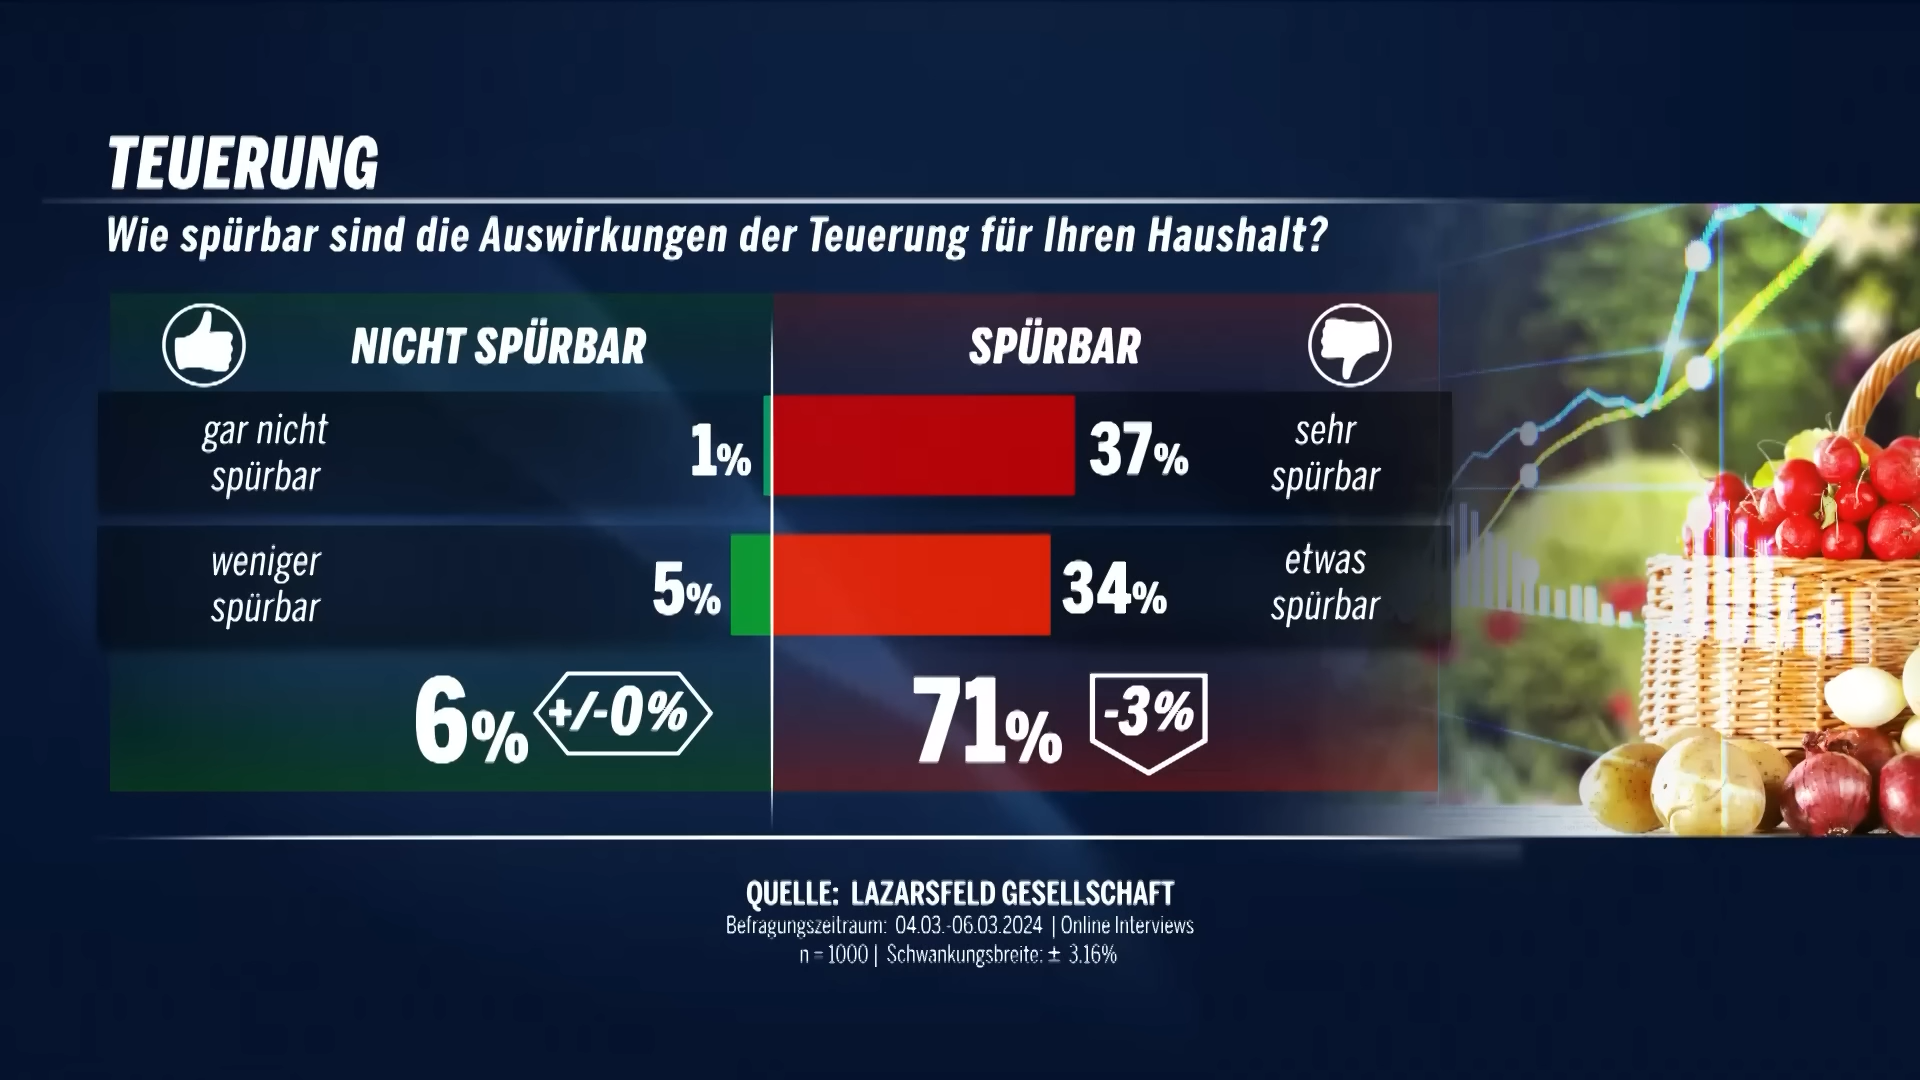 TEUERUNG
Wie spürbar sind die Auswirkungen der Teuerung für Ihren Haushalt?
NICHT SPÜRBAR
SPÜRBAR
gar nicht
spürbar
1%
37%
sehr
spürbar
weniger
spürbar
5%
34%
etwas
spürbar
6%
+/-0%
71%
-3%
QUELLE: LAZARSFELD GESELLSCHAFT
Befragungszeitraum: 04.03.-06.03.2024 | Online Interviews
n = 1000 | Schwankungsbreite: ± 3.16%